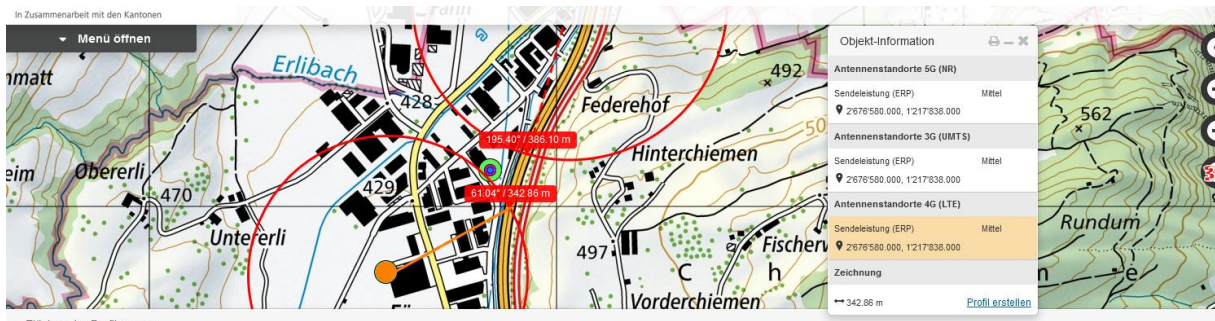 In Zusammenarbeit mit den Kantonen
Menü öffnen
Objekt-Information
Antennenstandorte 5G (NR)
Sendeleistung (ERP) Mittel
2'676'580.000, 1'217'838.000
Antennenstandorte 3G (UMTS)
Sendeleistung (ERP) Mittel
2'676'580.000, 1'217'838.000
Antennenstandorte 4G (LTE)
Sendeleistung (ERP) Mittel
2'676'580.000, 1'217'838.000
Zeichnung
342.86 m Profil erstellen
nmatt
Erlibach
428
492
Federehof
50
562
195.40° / 386.10 m
Hinterchiemen
eim
Obererli
470
429
61.04° / 342.86 m
Rundum
Untererli
497
Fischerw
C h
n e
Vorderchiemen